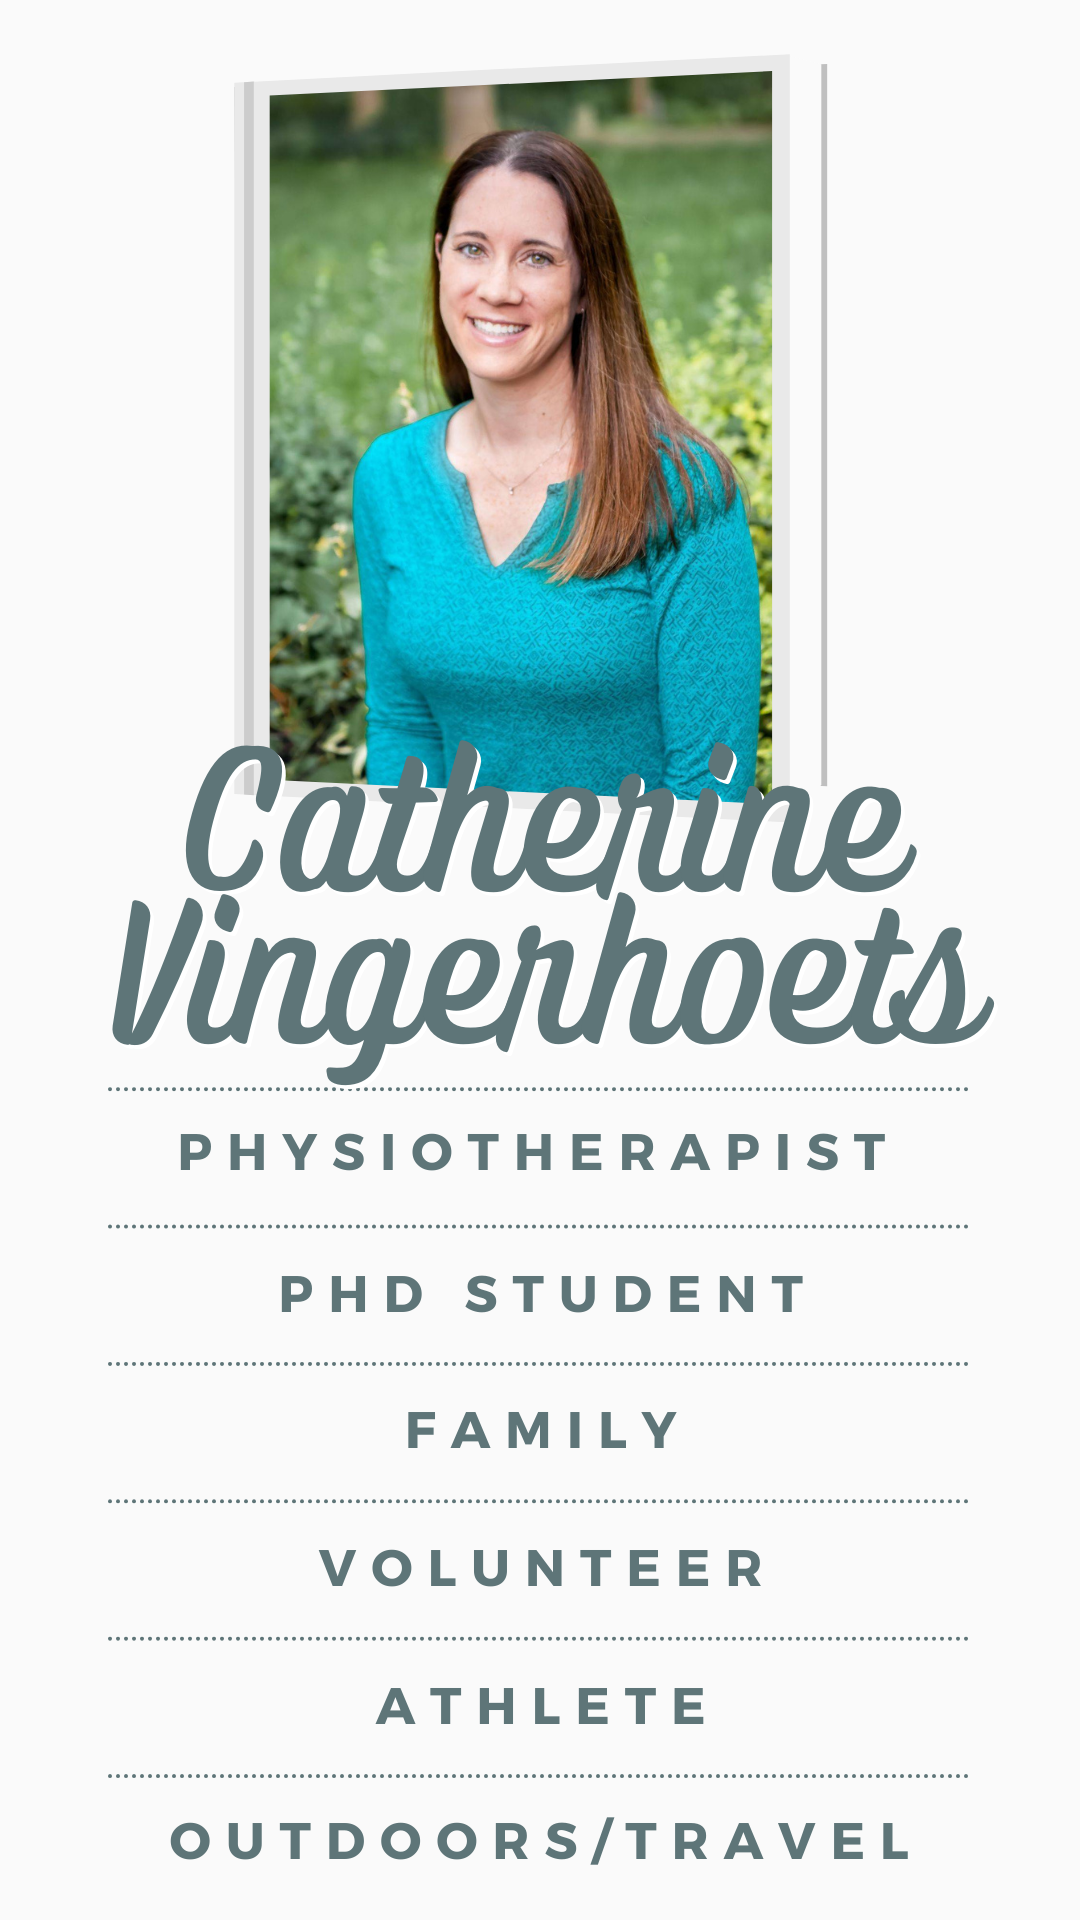 Catherine
Vingerhoets
PHYSIOTHERAPIST
PHD STUDENT
FAMILY
VOLUNTEER
ATHLETE
OUTDOORS/TRAVEL